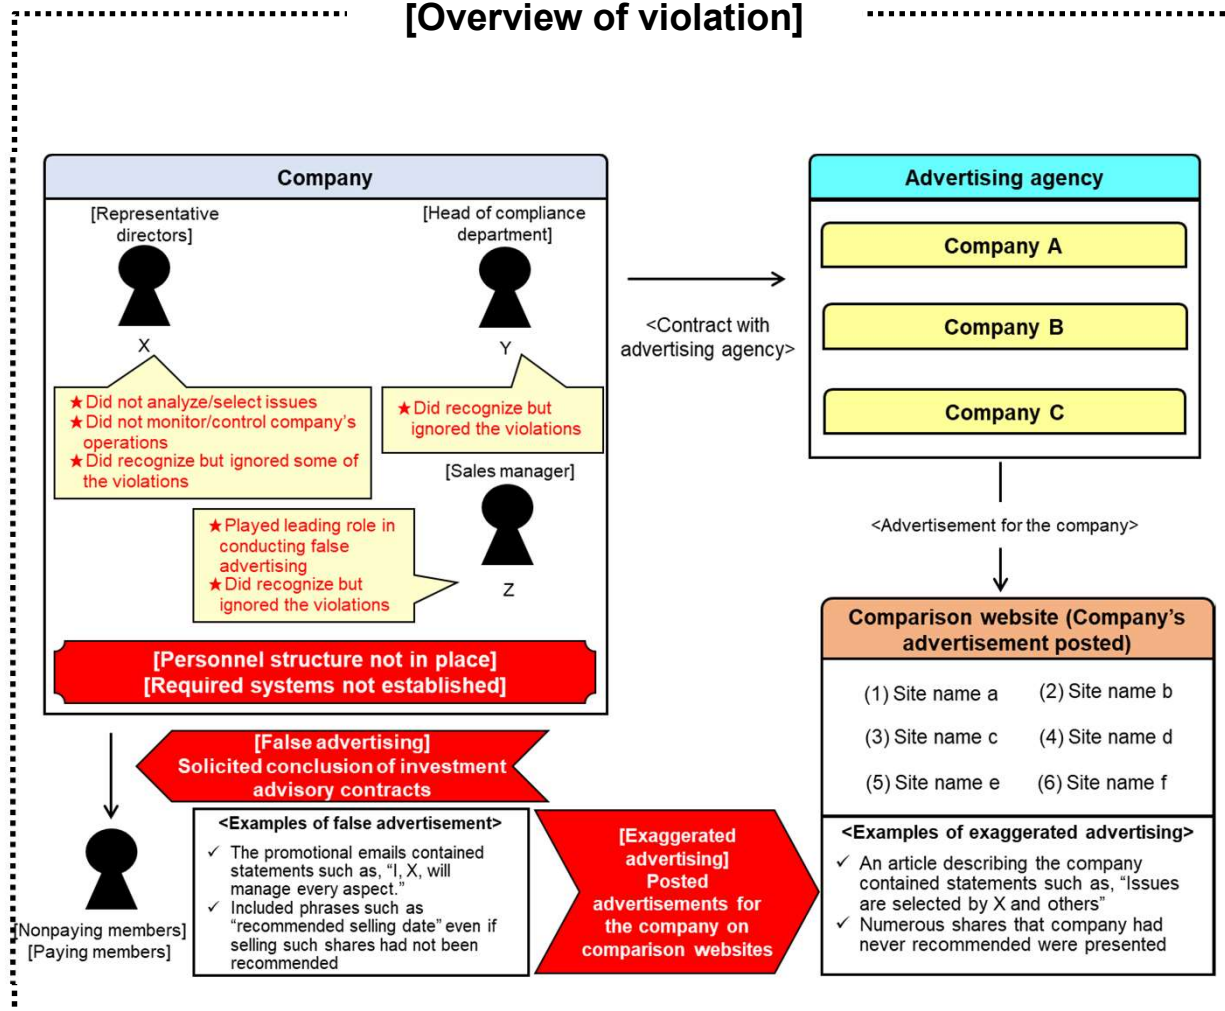 [Overview of violation]
Company
[Representative
directors]
X
★Did not analyze/select issues
★Did not monitor/control company's
operations
★Did recognize but ignored some of
the violations
[Head of compliance
department]
Y
★Did recognize but
ignored the violations
[Sales manager]
Z
★Played leading role in
conducting false
advertising
★Did recognize but
ignored the violations
[Personnel structure not in place]
[Required systems not established]
<Contract with
advertising agency>
Advertising agency
Company A
Company B
Company C
<Advertisement for the company>
Comparison website (Company's
advertisement posted)
(1) Site name a
(2) Site name b
(3) Site name c
(4) Site name d
(5) Site name e
(6) Site name f
<Examples of exaggerated advertising>
✓ An article describing the company
contained statements such as, "Issues
are selected by X and others"
✓ Numerous shares that company had
never recommended were presented
[False advertising]
Solicited conclusion of investment
advisory contracts
<Examples of false advertisement>
✓ The promotional emails contained
statements such as, "I, X, will
manage every aspect."
✓ Included phrases such as
"recommended selling date" even if
selling such shares had not been
recommended
[Exaggerated
advertising]
Posted
advertisements for
the company on
comparison websites
[Nonpaying members]
[Paying members]